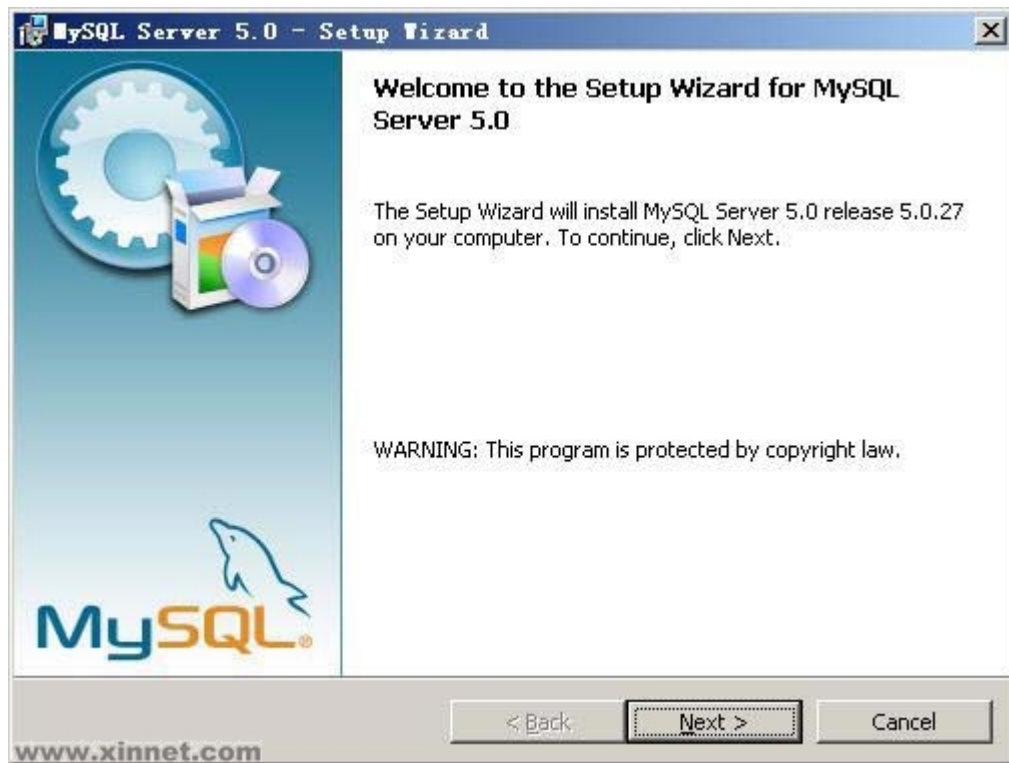 MySQL Server 5.0 - Setup Wizard
Welcome to the Setup Wizard for MySQL
Server 5.0
The Setup Wizard will install MySQL Server 5.0 release 5.0.27
on your computer. To continue, click Next.
WARNING: This program is protected by copyright law.
MySQL®
< Back
Next >
Cancel
www.xinnet.com